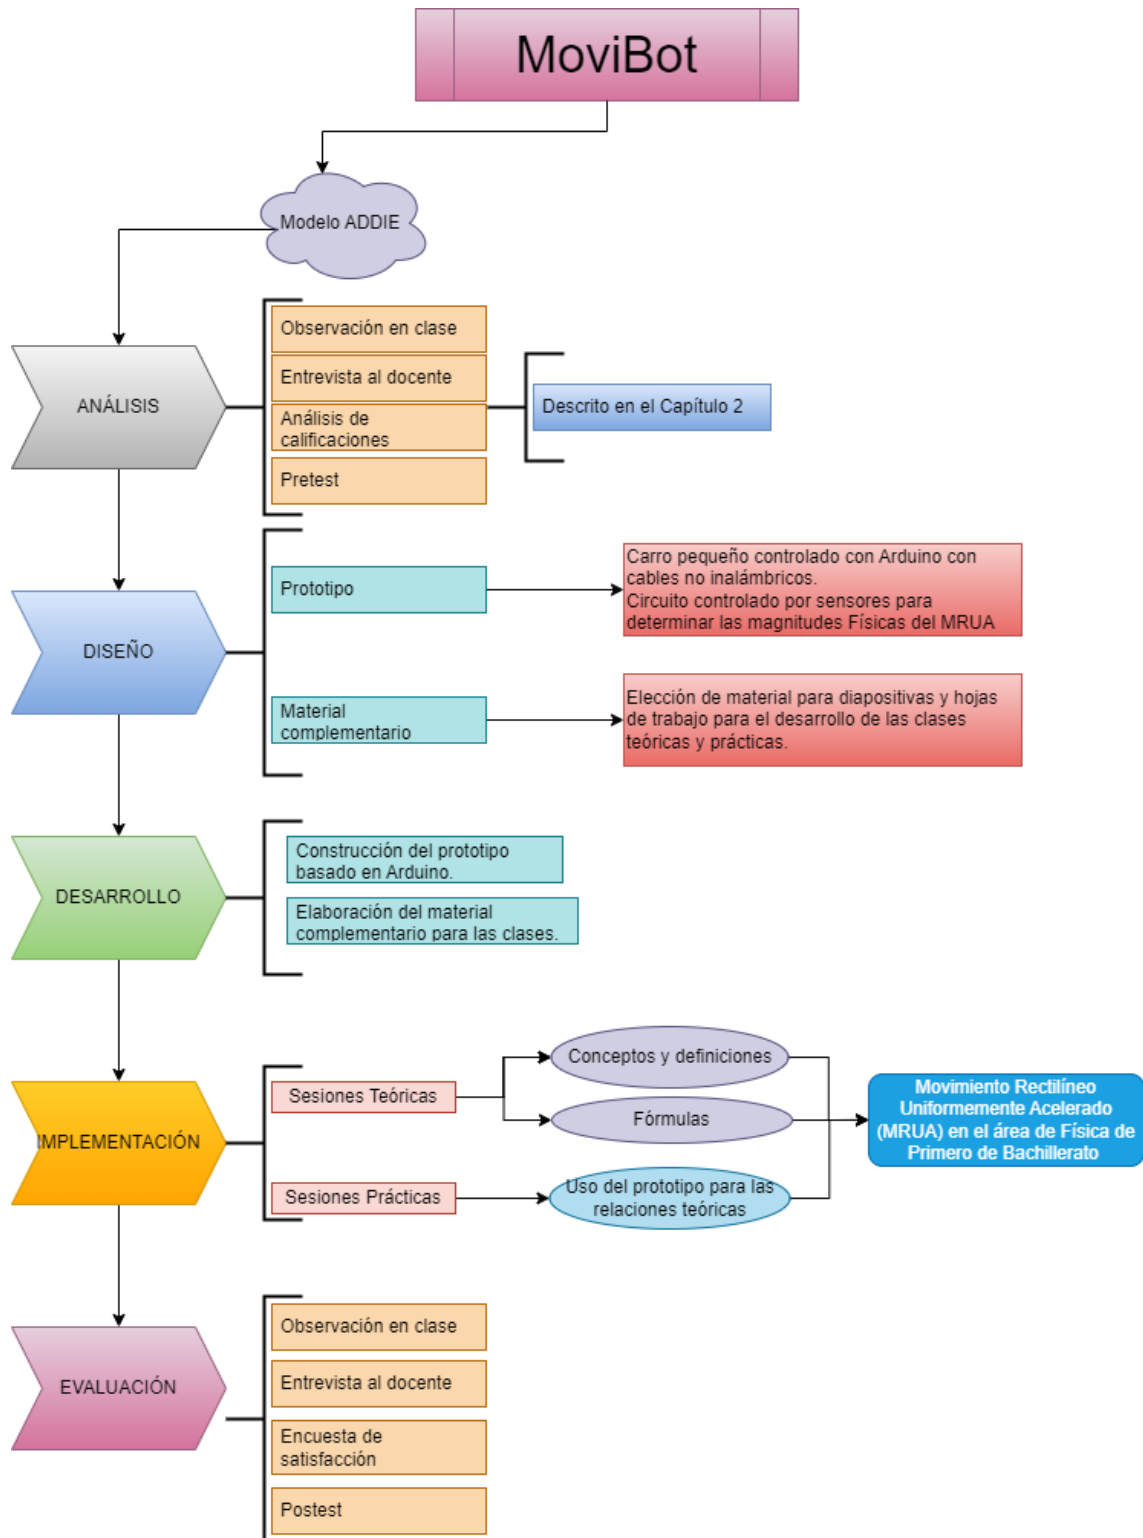 MoviBot
Modelo ADDIE
ANÁLISIS
Observación en clase
Entrevista al docente
Análisis de
calificaciones
Pretest
Descrito en el Capítulo 2
DISEÑO
Prototipo
Carro pequeño controlado con Arduino con
cables no inalámbricos.
Circuito controlado por sensores para
determinar las magnitudes Físicas del MRUA
Material
complementario
Elección de material para diapositivas y hojas
de trabajo para el desarrollo de las clases
teóricas y prácticas.
DESARROLLO
Construcción del prototipo
basado en Arduino.
Elaboración del material
complementario para las clases.
IMPLEMENTACIÓN
Sesiones Teóricas
Conceptos y definiciones
Fórmulas
Sesiones Prácticas
Uso del prototipo para las
relaciones teóricas
Movimiento Rectilíneo
Uniformemente Acelerado
(MRUA) en el área de Física de
Primero de Bachillerato
EVALUACIÓN
Observación en clase
Entrevista al docente
Encuesta de
satisfacción
Postest